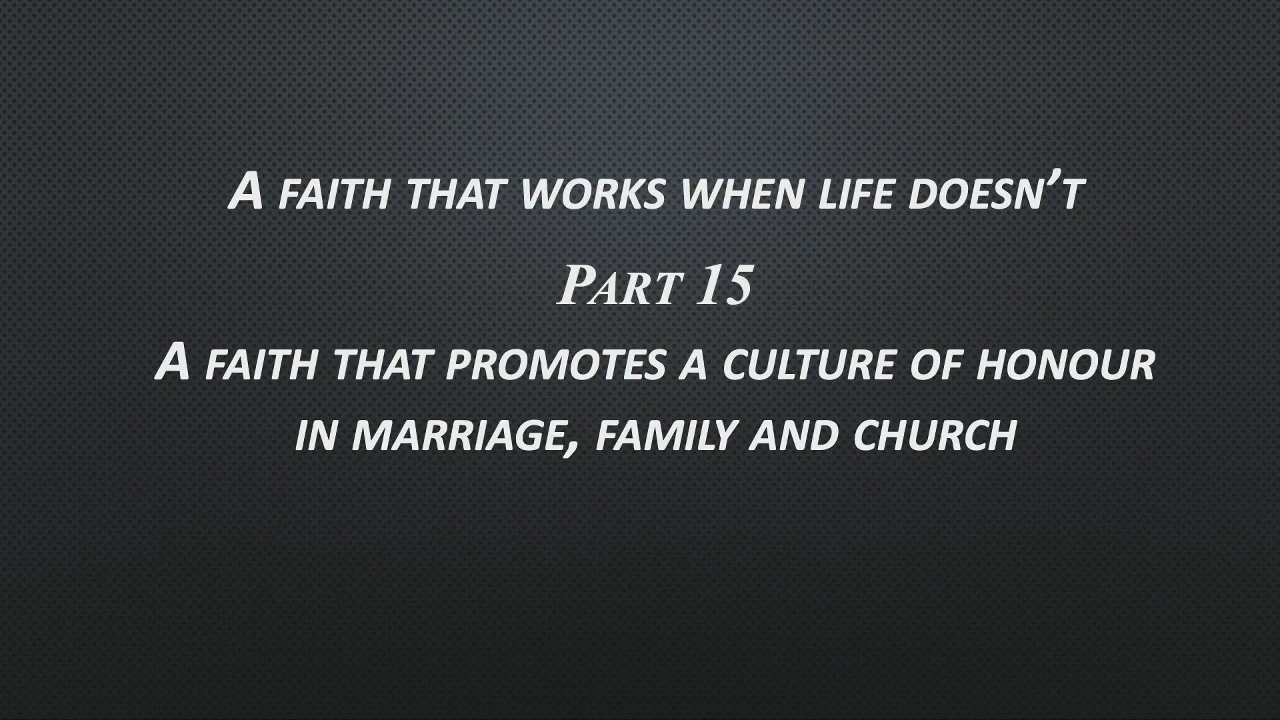 A FAITH THAT WORKS WHEN LIFE DOESN’T
PART 15
A FAITH THAT PROMOTES A CULTURE OF HONOUR
IN MARRIAGE, FAMILY AND CHURCH